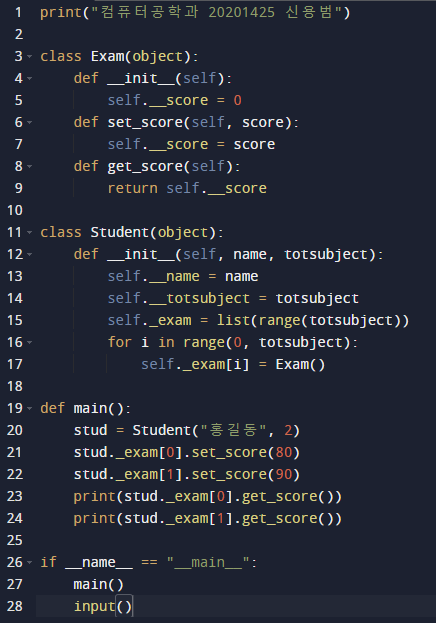 1 print("컴퓨터공학과 20201425 신용범")
2
3 class Exam(object):
4     def __init__(self):
5         self.__score = 0
6     def set_score(self, score):
7         self.__score = score
8     def get_score(self):
9         return self.__score
10
11 class Student(object):
12     def __init__(self, name, totsubject):
13         self.__name = name
14         self.__totsubject = totsubject
15         self._exam = list(range(totsubject))
16         for i in range(0, totsubject):
17             self._exam[i] = Exam()
18
19 def main():
20     stud = Student("홍길동", 2)
21     stud._exam[0].set_score(80)
22     stud._exam[1].set_score(90)
23     print(stud._exam[0].get_score())
24     print(stud._exam[1].get_score())
25
26 if __name__ == "__main__":
27     main()
28     input()